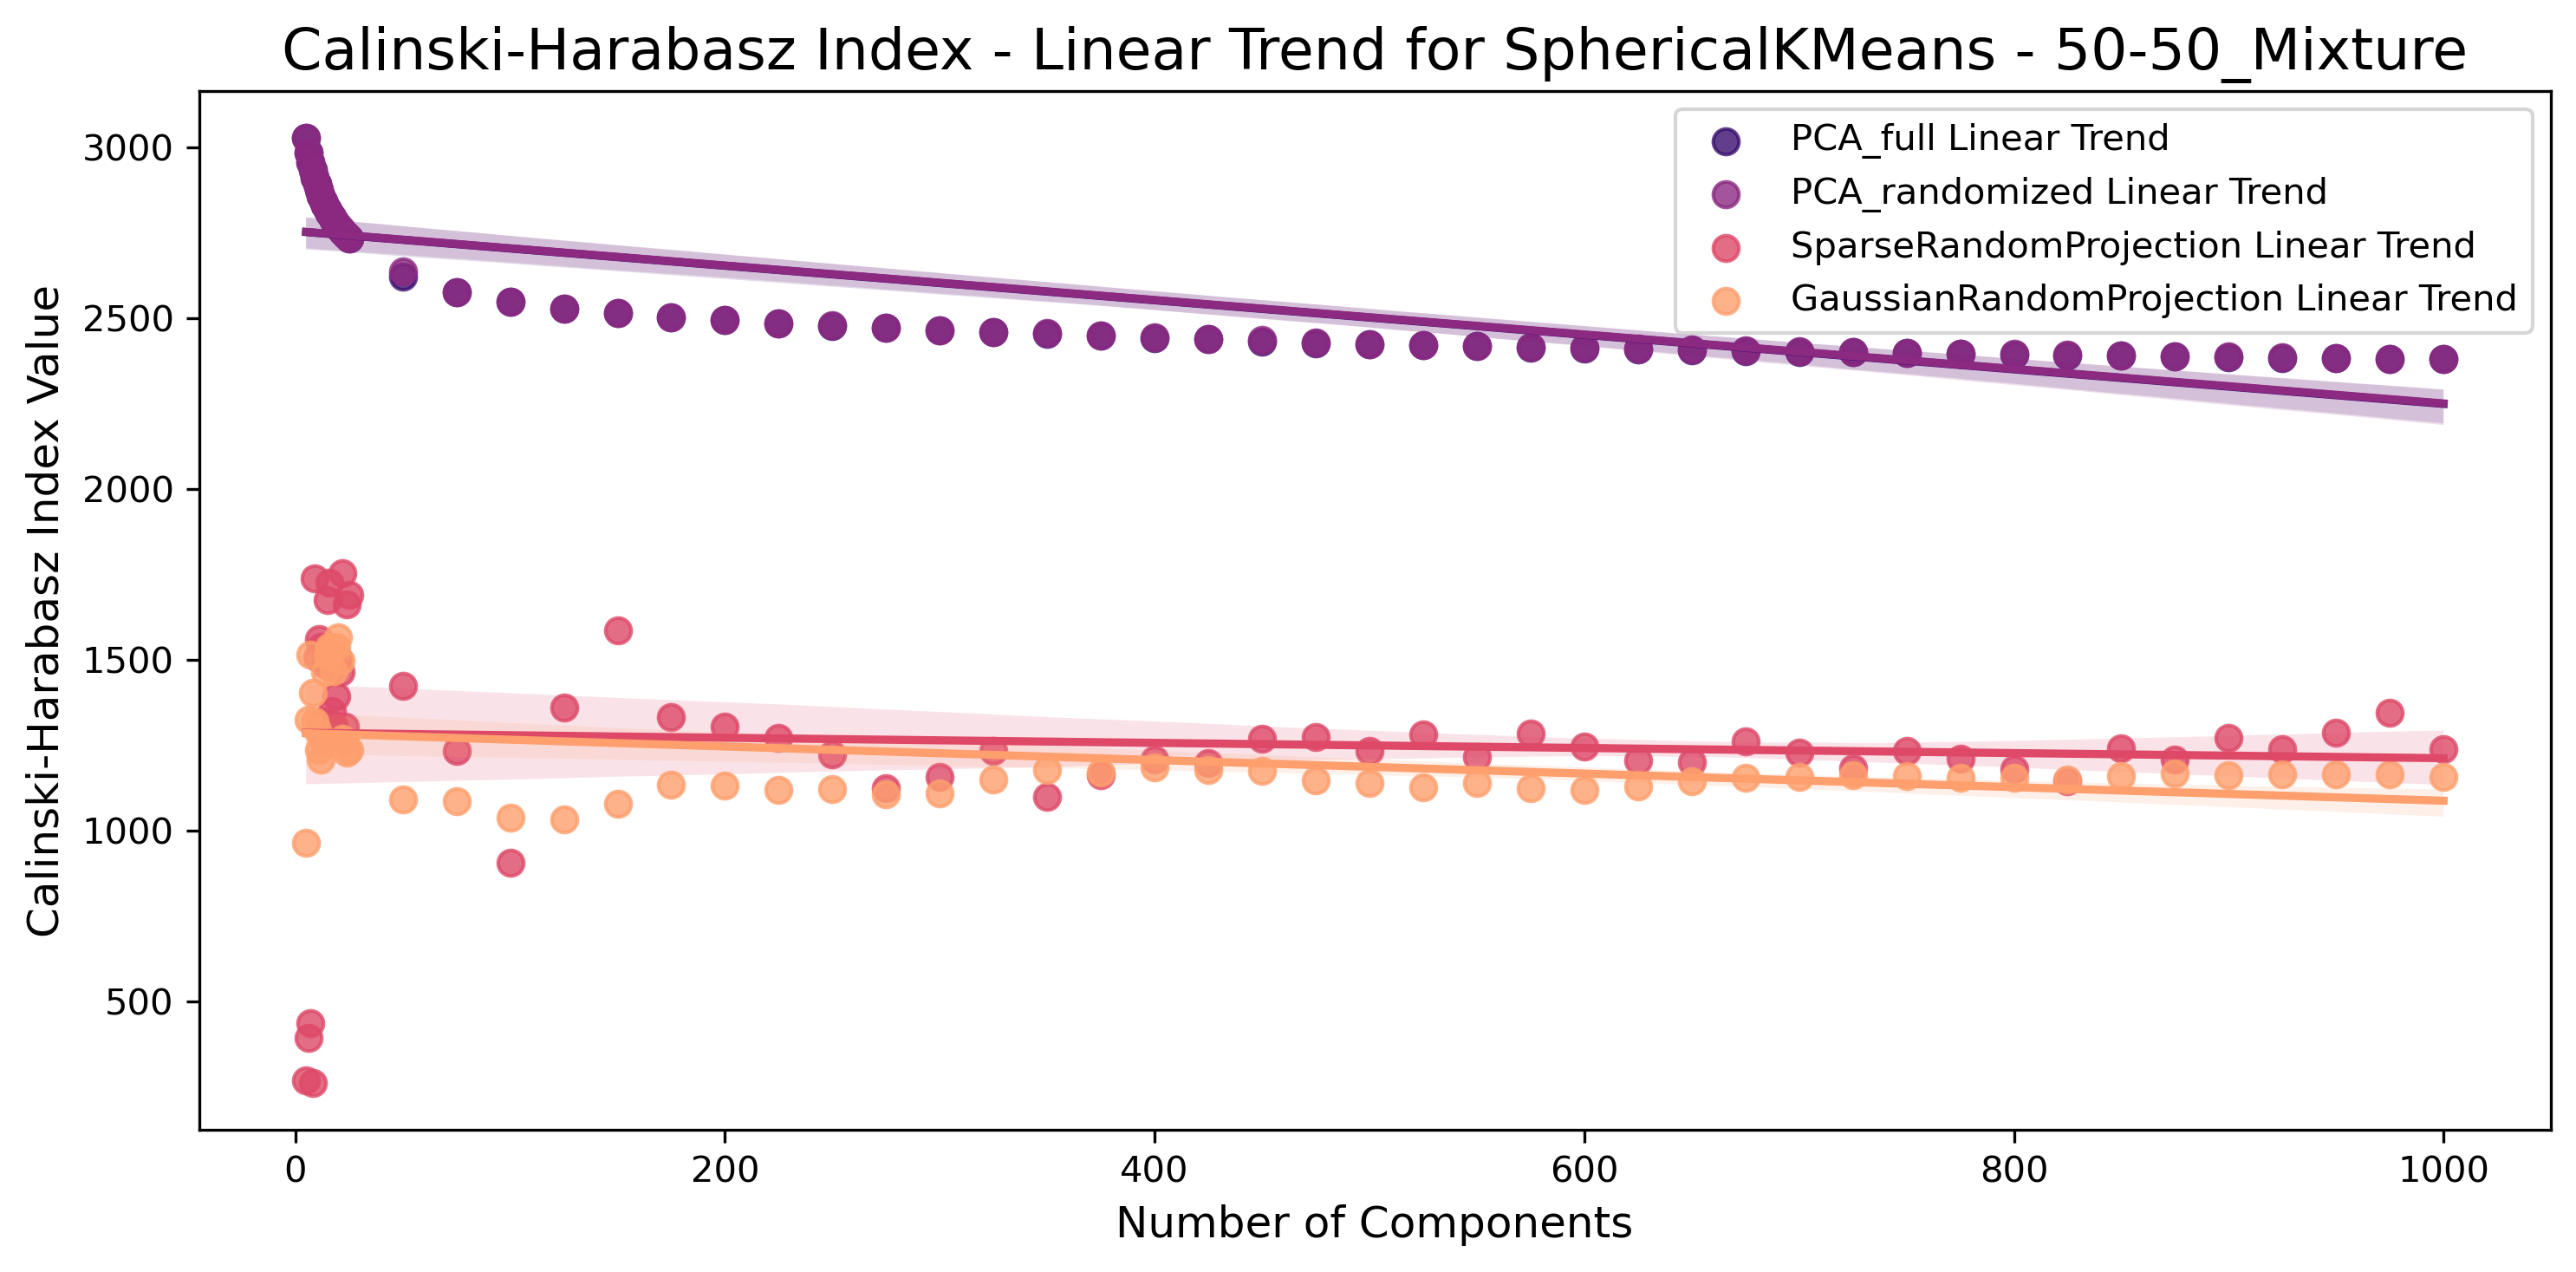 Calinski-Harabasz Index - Linear Trend for SphericalKMeans - 50-50_Mixture
PCA_full Linear Trend
PCA_randomized Linear Trend
SparseRandomProjection Linear Trend
GaussianRandomProjection Linear Trend
Calinski-Harabasz Index Value
3000
2500
2000
1500
1000
500
0 200 400 600 800 1000
Number of Components